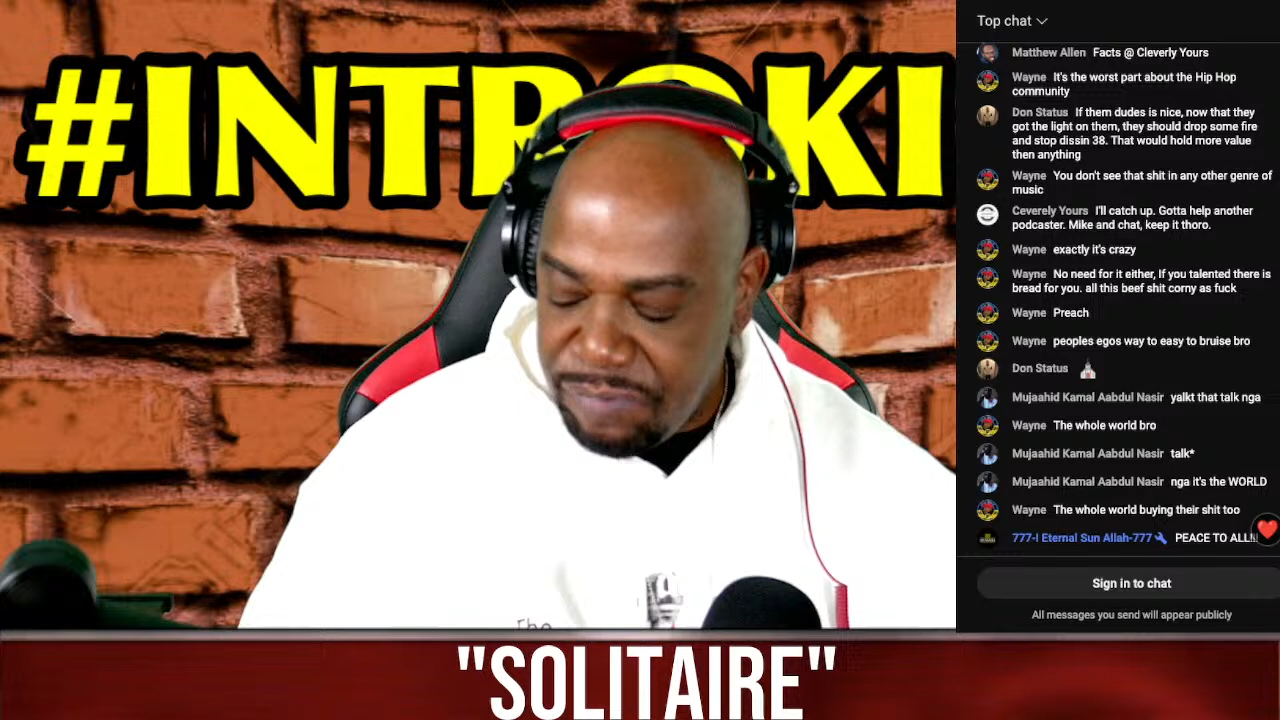 #INTROKI
Top chat
Matthew Allen Facts @ Cleverly Yours
Wayne It's the worst part about the Hip Hop
community
Don Status If them dudes is nice, now that they
got the light on them, they should drop some fire
and stop dissin 38. That would hold more value
then anything
Wayne You don't see that shit in any other genre of
music
Ceverely Yours I'll catch up. Gotta help another
podcaster. Mike and chat, keep it thoro.
Wayne exactly it's crazy
Wayne No need for it either, If you talented there is
bread for you. all this beef shit corny as fuck
Wayne Preach
Wayne peoples egos way to easy to bruise bro
Don Status
Mujaahid Kamal Aabdul Nasir yalkt that talk nga
Wayne The whole world bro
Mujaahid Kamal Aabdul Nasir talk*
Mujaahid Kamal Aabdul Nasir nga it's the WORLD
Wayne The whole world buying their shit too
777-I Eternal Sun Allah-777 PEACE TO ALL!!!
Sign in to chat
All messages you send will appear publicly
The
"SOLITAIRE"